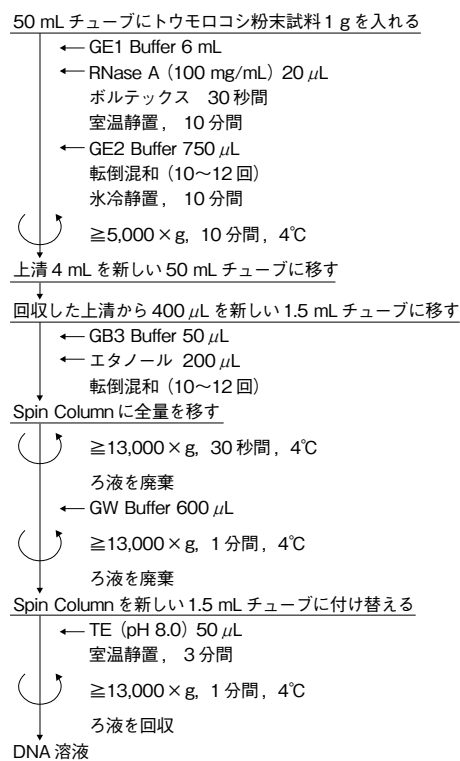 50 mL チューブにトウモロコシ粉末試料 1 g を入れる
GE1 Buffer 6 mL
RNase A (100 mg/mL) 20 μL
ボルテックス 30 秒間
室温静置, 10 分間
GE2 Buffer 750 μL
転倒混和 (10〜12 回)
氷冷静置, 10 分間
≧5,000×g, 10 分間, 4℃
上清 4 mL を新しい 50 mL チューブに移す
回収した上清から 400 μL を新しい 1.5 mL チューブに移す
GB3 Buffer 50 μL
エタノール 200 μL
転倒混和 (10〜12 回)
Spin Column に全量を移す
≧13,000×g, 30 秒間, 4℃
ろ液を廃棄
GW Buffer 600 μL
≧13,000×g, 1 分間, 4℃
ろ液を廃棄
Spin Column を新しい 1.5 mL チューブに付け替える
TE (pH 8.0) 50 μL
室温静置, 3 分間
≧13,000×g, 1 分間, 4℃
ろ液を回収
DNA 溶液